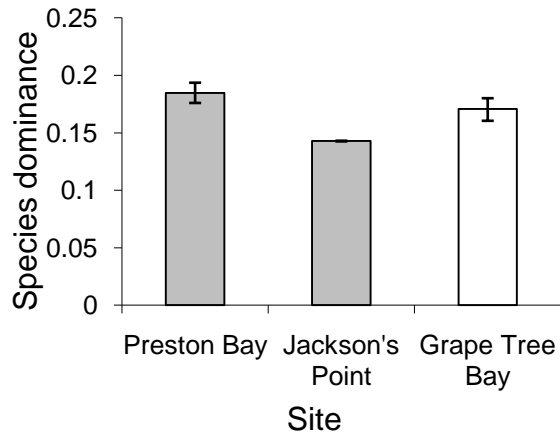 0.25
0.2
0.15
0.1
0.05
0
Species dominance
Preston Bay
Jackson's
Point
Grape Tree
Bay
Site